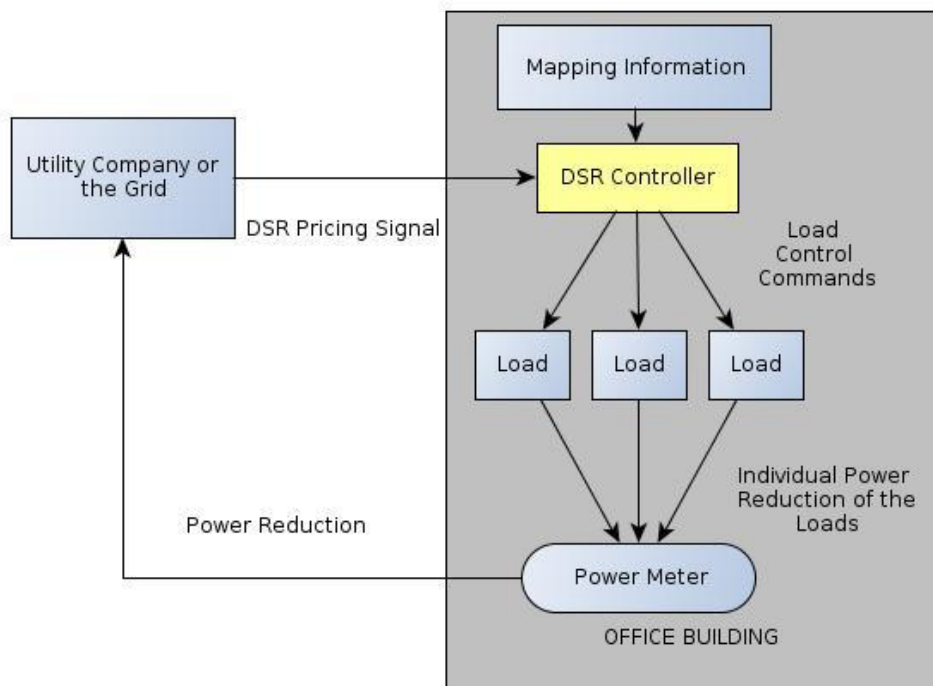 Mapping Information
Utility Company or
the Grid
DSR Controller
DSR Pricing Signal
Load
Control
Commands
Load
Load
Load
Individual Power
Reduction of the
Loads
Power Reduction
Power Meter
OFFICE BUILDING